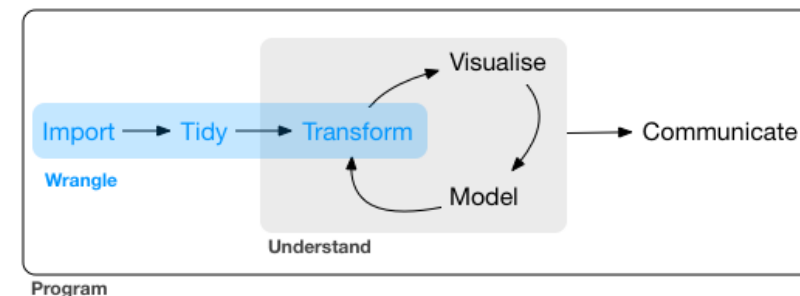 Visualise
Import Tidy Transform Communicate
Wrangle
Model
Understand
Program